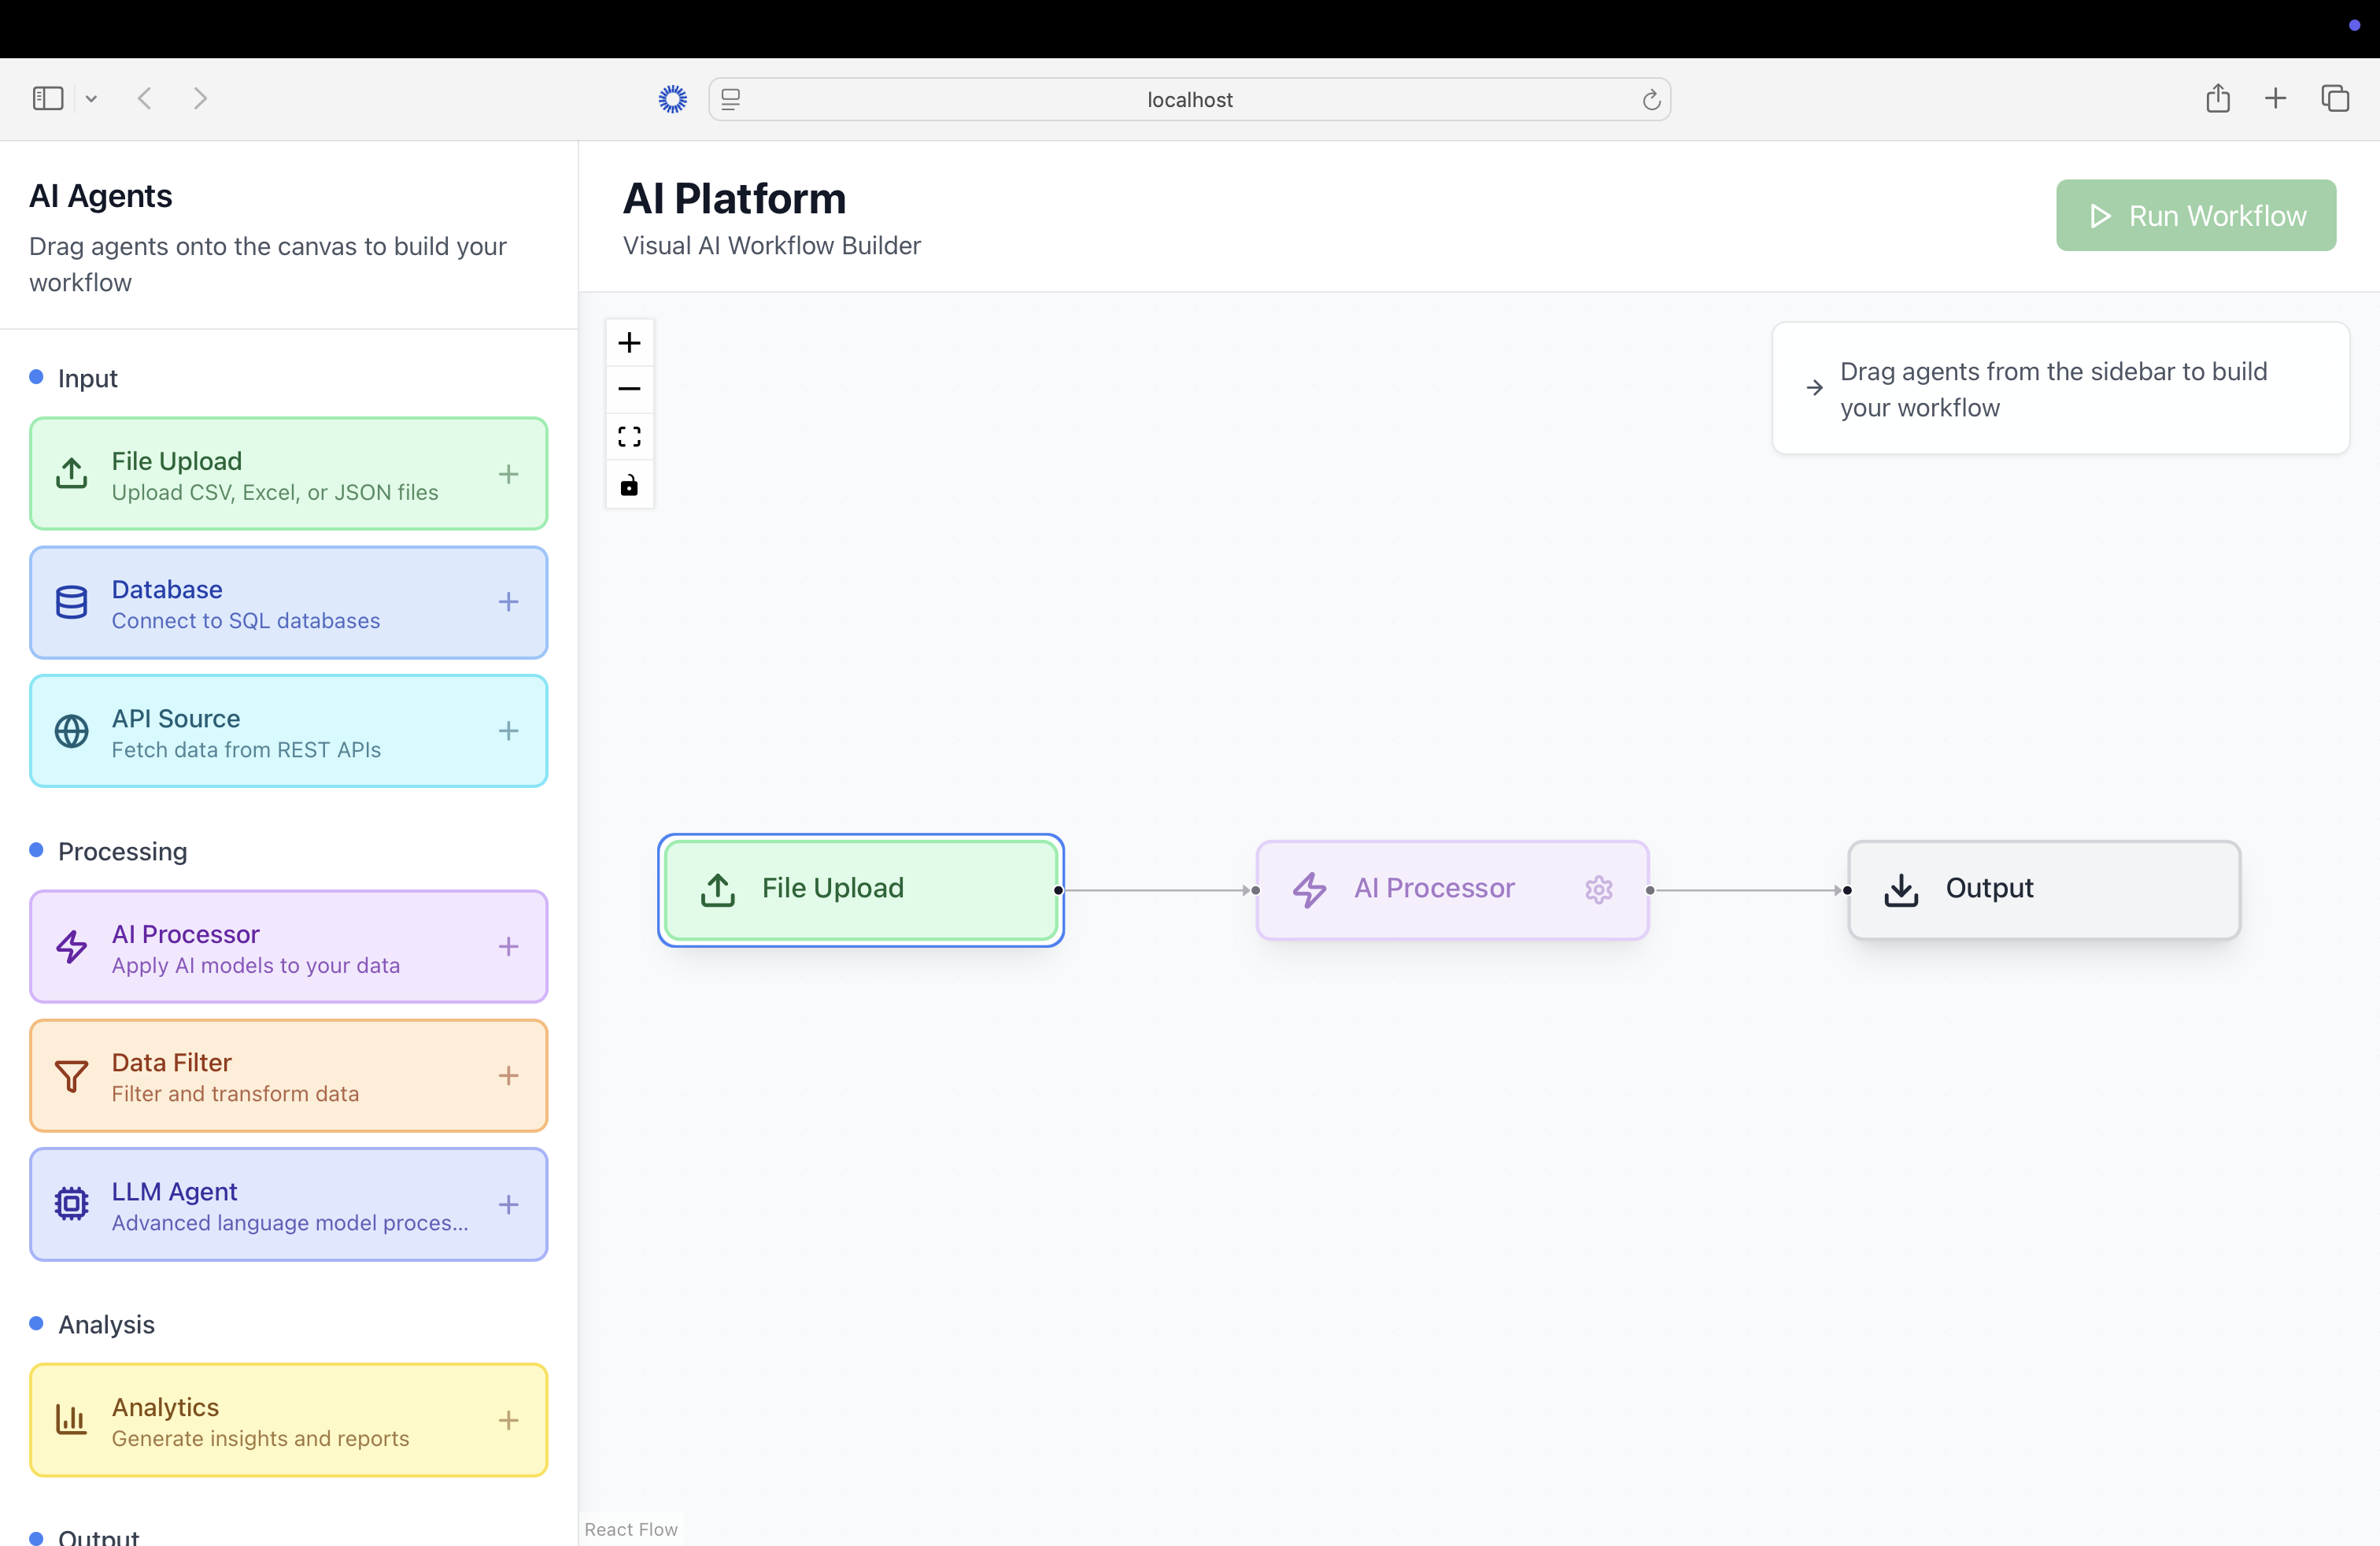 localhost
AI Agents
Drag agents onto the canvas to build your
workflow
Input
File Upload
Upload CSV, Excel, or JSON files
Database
Connect to SQL databases
API Source
Fetch data from REST APIs
Processing
AI Processor
Apply AI models to your data
Data Filter
Filter and transform data
LLM Agent
Advanced language model proces...
Analysis
Analytics
Generate insights and reports
Output
AI Platform
Visual AI Workflow Builder
Run Workflow
Drag agents from the sidebar to build
your workflow
File Upload
AI Processor
Output
React Flow